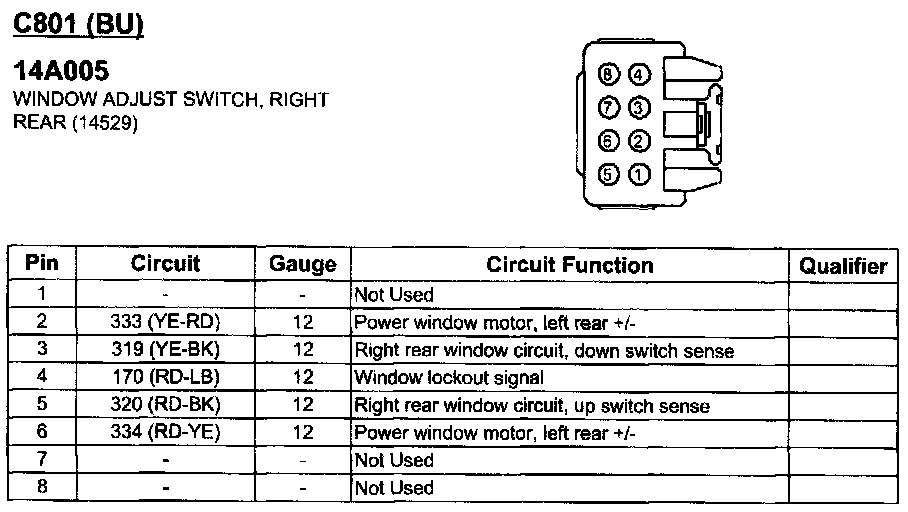 C801 (BU)
14A005
WINDOW ADJUST SWITCH, RIGHT
REAR (14529)
8 4
7 3
6 2
5 1
Pin Circuit Gauge Circuit Function Qualifier
1 - - Not Used
2 333 (YE-RD) 12 Power window motor, left rear +/-
3 319 (YE-BK) 12 Right rear window circuit, down switch sense
4 170 (RD-LB) 12 Window lockout signal
5 320 (RD-BK) 12 Right rear window circuit, up switch sense
6 334 (RD-YE) 12 Power window motor, left rear +/-
7 - - Not Used
8 - - Not Used